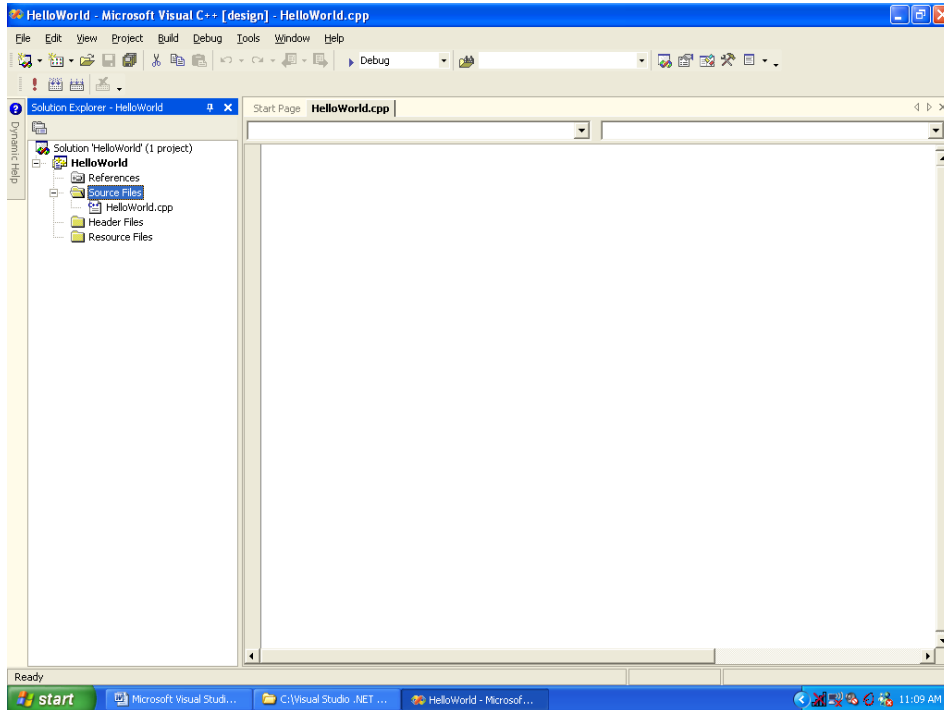 HelloWorld - Microsoft Visual C++ [design] - HelloWorld.cpp
File Edit View Project Build Debug Tools Window Help
Debug
Dynamic Help
Solution Explorer - HelloWorld
Start Page HelloWorld.cpp
Solution 'HelloWorld' (1 project)
HelloWorld
References
Source Files
HelloWorld.cpp
Header Files
Resource Files
Ready
start Microsoft Visual Studi... C:\Visual Studio .NET ... HelloWorld - Microsof... 11:09 AM